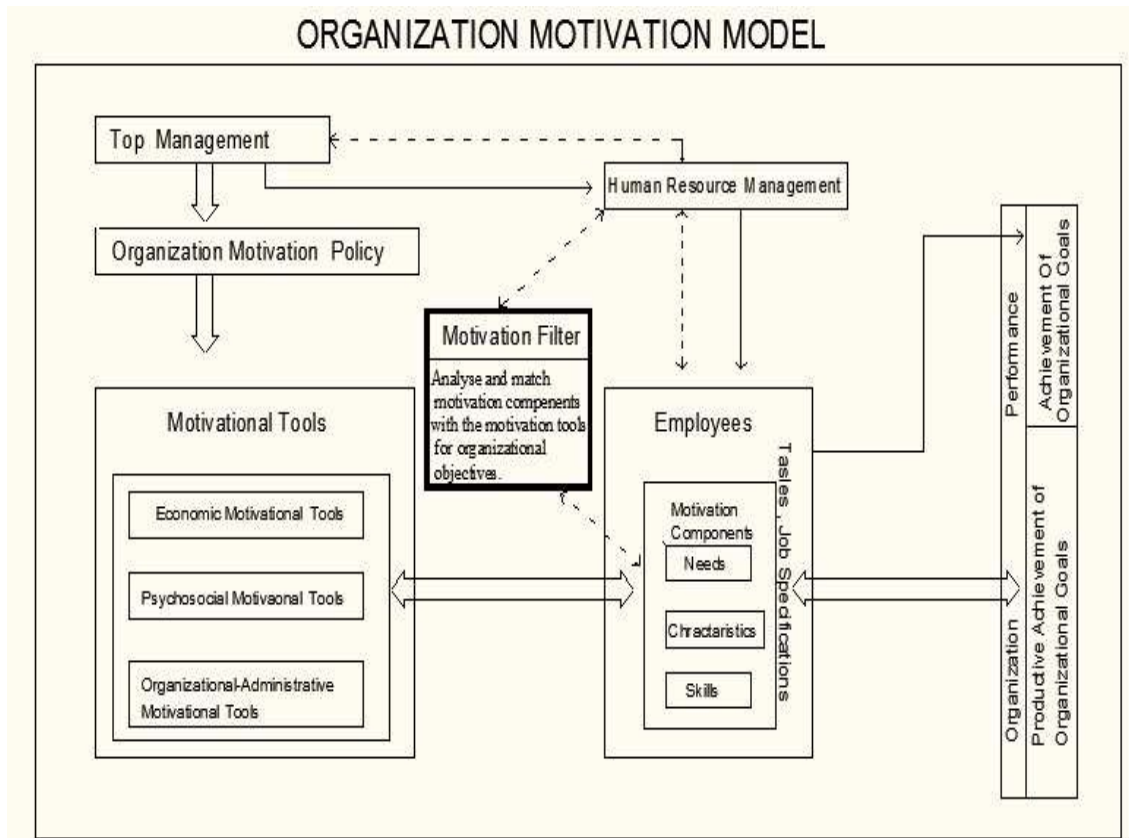 ORGANIZATION MOTIVATION MODEL
Top Management
Human Resource Management
Organization Motivation Policy
Motivation Filter
Analyse and match
motivation compenents
with the motivation tools
for organizational
objectives.
Motivational Tools
Economic Motivational Tools
Psychosocial Motivaonal Tools
Organizational-Administrative
Motivational Tools
Employees
Motivation
Components
Needs
Chractaristics
Skills
Tasles , Job Specifications
Organization Performance
Achievement Of
Organizational Goals
Productive Achievement of
Organizational Goals